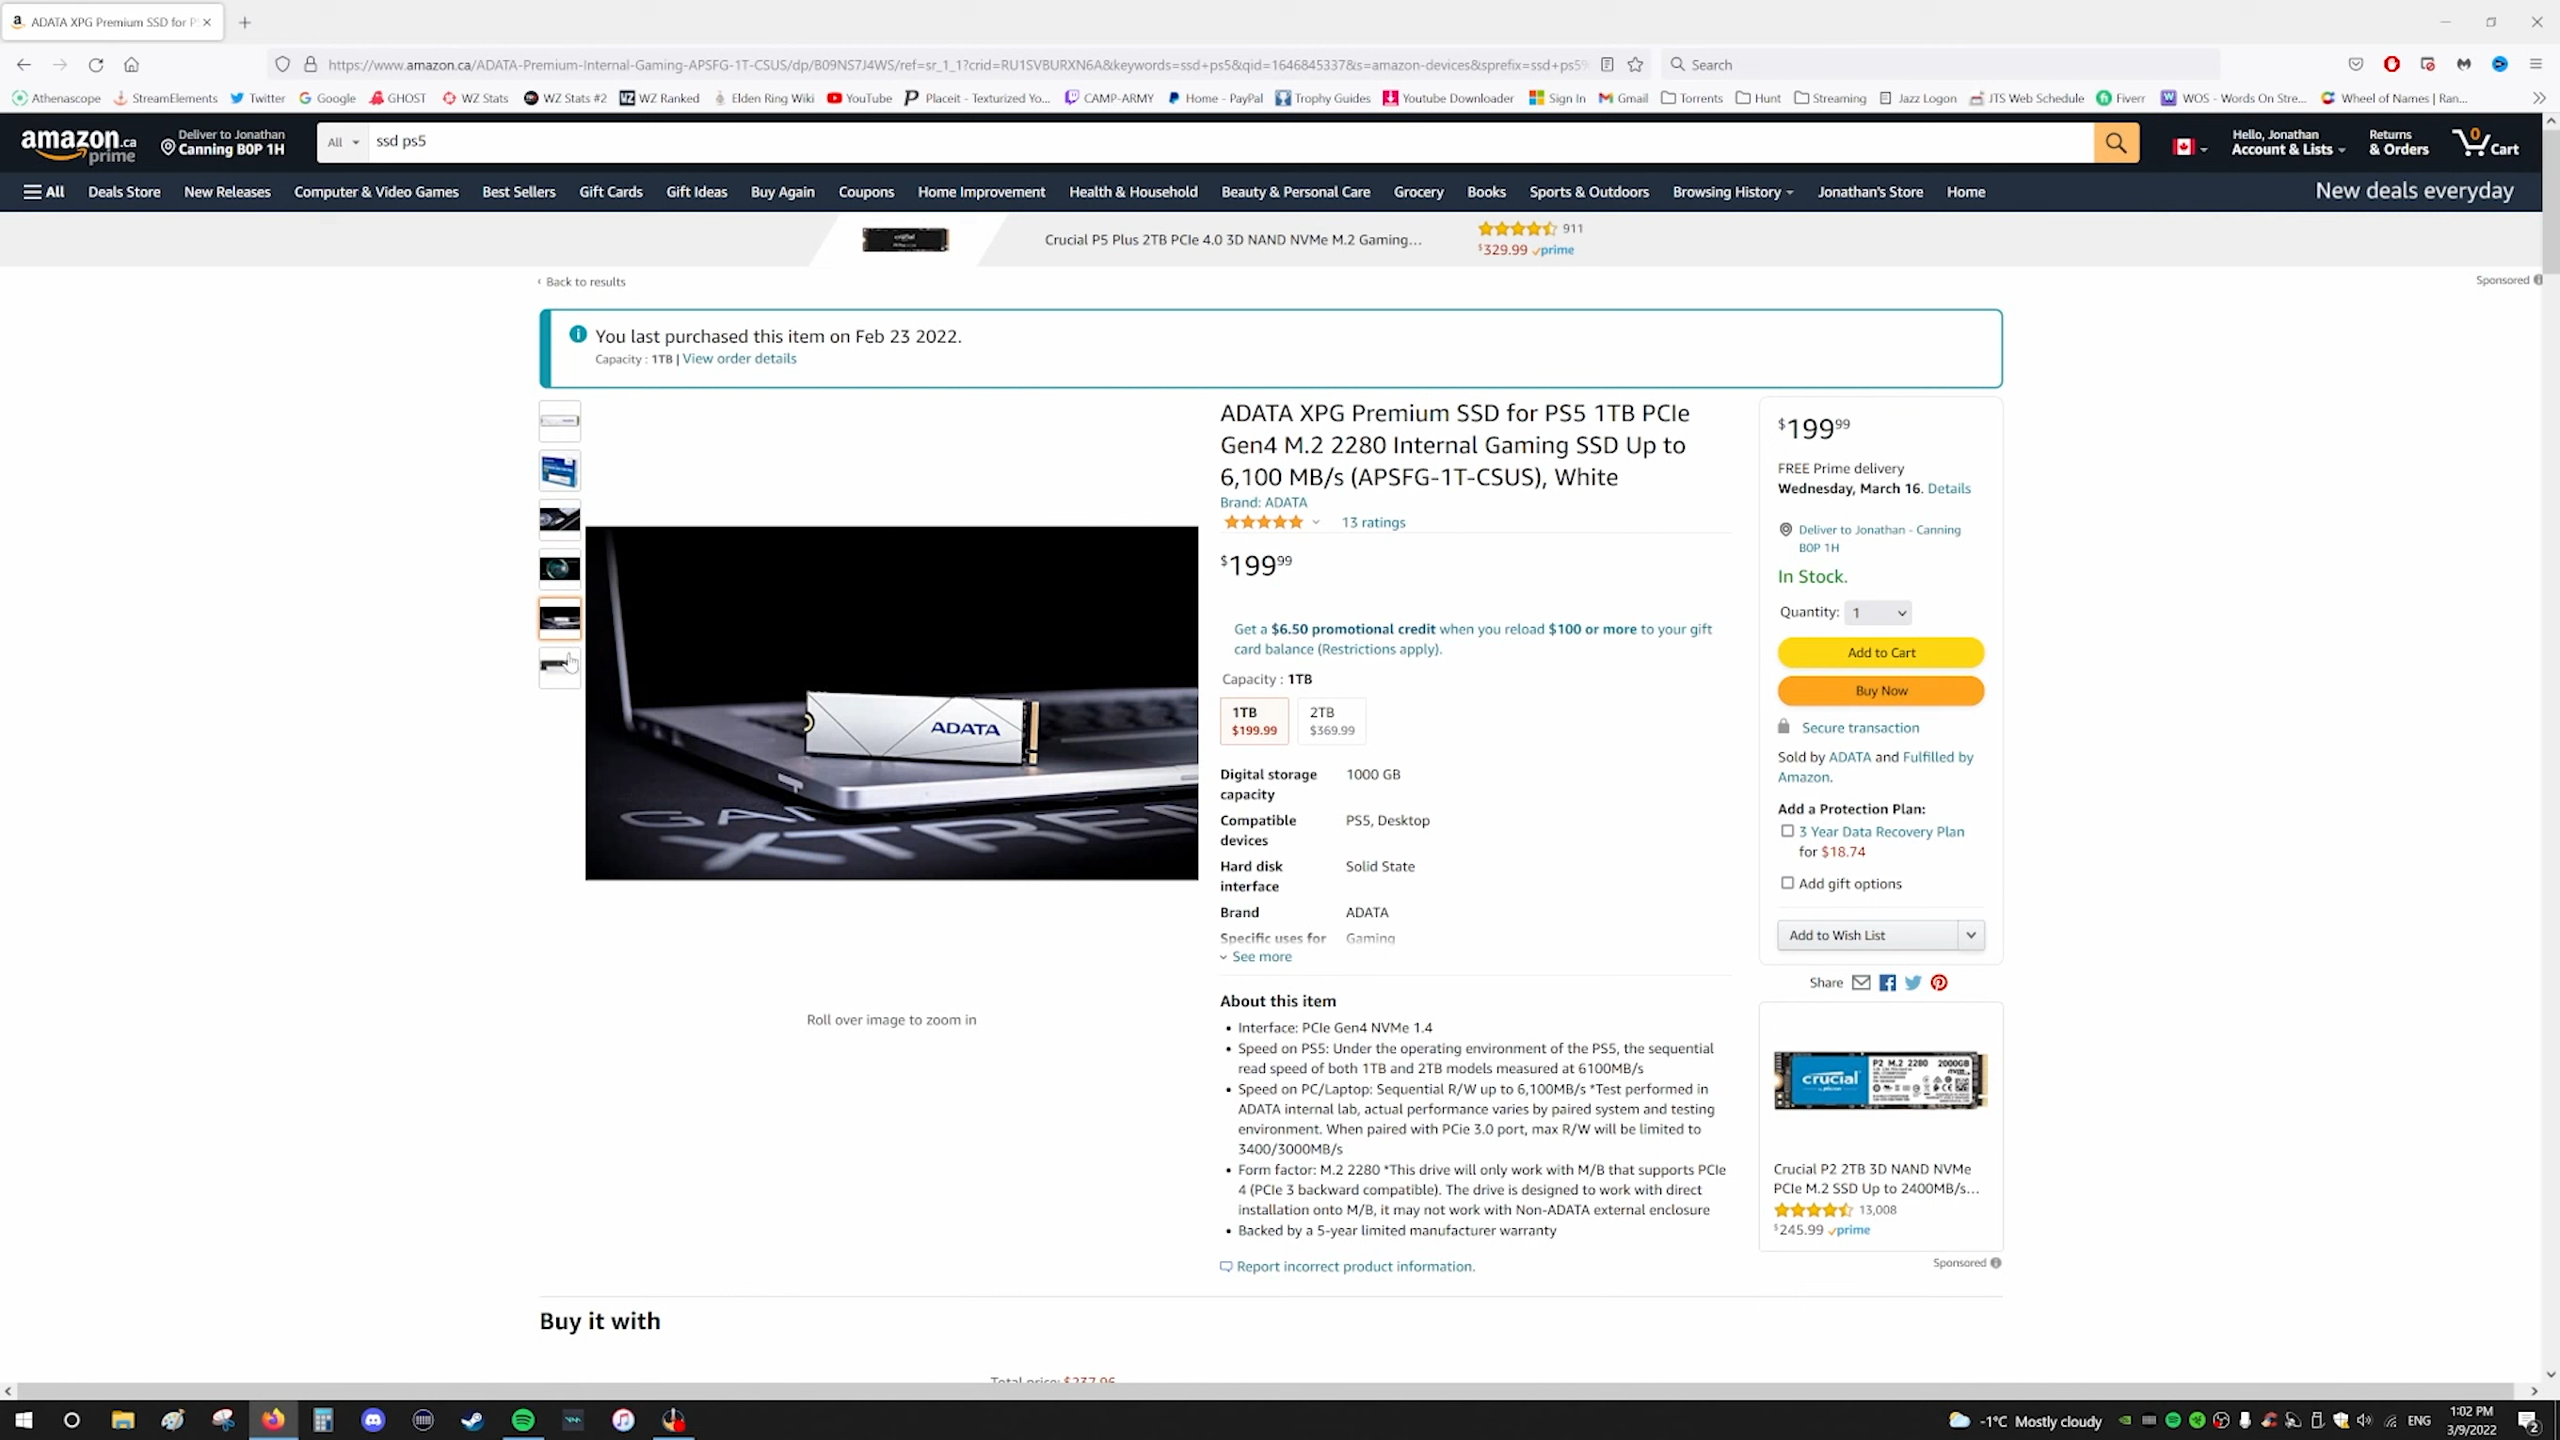 ADATA XPG Premium SSD for P
https://www.amazon.ca/ADATA-Premium-Internal-Gaming-APSFG-1T-CSUS/dp/B09NS7J4WS/ref=sr_1_1?crid=RU1SVBURXN6A&keywords=ssd+ps5&qid=1646845337&s=amazon-devices&sprefix=ssd+ps5%
Search
Athenascope StreamElements Twitter Google GHOST WZ Stats WZ Stats #2 WZ Ranked Elden Ring Wiki YouTube Placeit - Texturized Yo... CAMP-ARMY Home - PayPal Trophy Guides Youtube Downloader Sign In Gmail Torrents Hunt Streaming Jazz Logon JTS Web Schedule Fiverr WOS - Words On Stre... Wheel of Names | Ran...
amazon.ca
prime
Deliver to Jonathan
Canning B0P 1H
All
ssd ps5
Hello, Jonathan
Account & Lists
Returns
& Orders
0
Cart
All Deals Store New Releases Computer & Video Games Best Sellers Gift Cards Gift Ideas Buy Again Coupons Home Improvement Health & Household Beauty & Personal Care Grocery Books Sports & Outdoors Browsing History Jonathan's Store Home
New deals everyday
Crucial P5 Plus 2TB PCIe 4.0 3D NAND NVMe M.2 Gaming...
911
$329.99 prime
‹ Back to results
Sponsored
You last purchased this item on Feb 23 2022.
Capacity : 1TB | View order details
ADATA
GAM
XTREM
Roll over image to zoom in
ADATA XPG Premium SSD for PS5 1TB PCIe
Gen4 M.2 2280 Internal Gaming SSD Up to
6,100 MB/s (APSFG-1T-CSUS), White
Brand: ADATA
13 ratings
$199.99
Get a $6.50 promotional credit when you reload $100 or more to your gift
card balance (Restrictions apply).
Capacity : 1TB
1TB
$199.99
2TB
$369.99
Digital storage capacity 1000 GB
Compatible devices PS5, Desktop
Hard disk interface Solid State
Brand ADATA
Specific uses for Gaming
See more
About this item
• Interface: PCIe Gen4 NVMe 1.4
• Speed on PS5: Under the operating environment of the PS5, the sequential
read speed of both 1TB and 2TB models measured at 6100MB/s
• Speed on PC/Laptop: Sequential R/W up to 6,100MB/s *Test performed in
ADATA internal lab, actual performance varies by paired system and testing
environment. When paired with PCie 3.0 port, max R/W will be limited to
3400/3000MB/s
• Form factor: M.2 2280 *This drive will only work with M/B that supports PCIe
4 (PCIe 3 backward compatible). The drive is designed to work with direct
installation onto M/B, it may not work with Non-ADATA external enclosure
• Backed by a 5-year limited manufacturer warranty
Report incorrect product information.
$199.99
FREE Prime delivery
Wednesday, March 16. Details
Deliver to Jonathan - Canning
B0P 1H
In Stock.
Quantity: 1
Add to Cart
Buy Now
Secure transaction
Sold by ADATA and Fulfilled by
Amazon.
Add a Protection Plan:
3 Year Data Recovery Plan
for $18.74
Add gift options
Add to Wish List
Share
crucial
P2 M.2 2280 2000GB
Crucial P2 2TB 3D NAND NVMe
PCIe M.2 SSD Up to 2400MB/s...
13,008
$245.99 prime
Sponsored
Buy it with
Total price: $237.96
-1°C Mostly cloudy
ENG
1:02 PM
3/9/2022
2